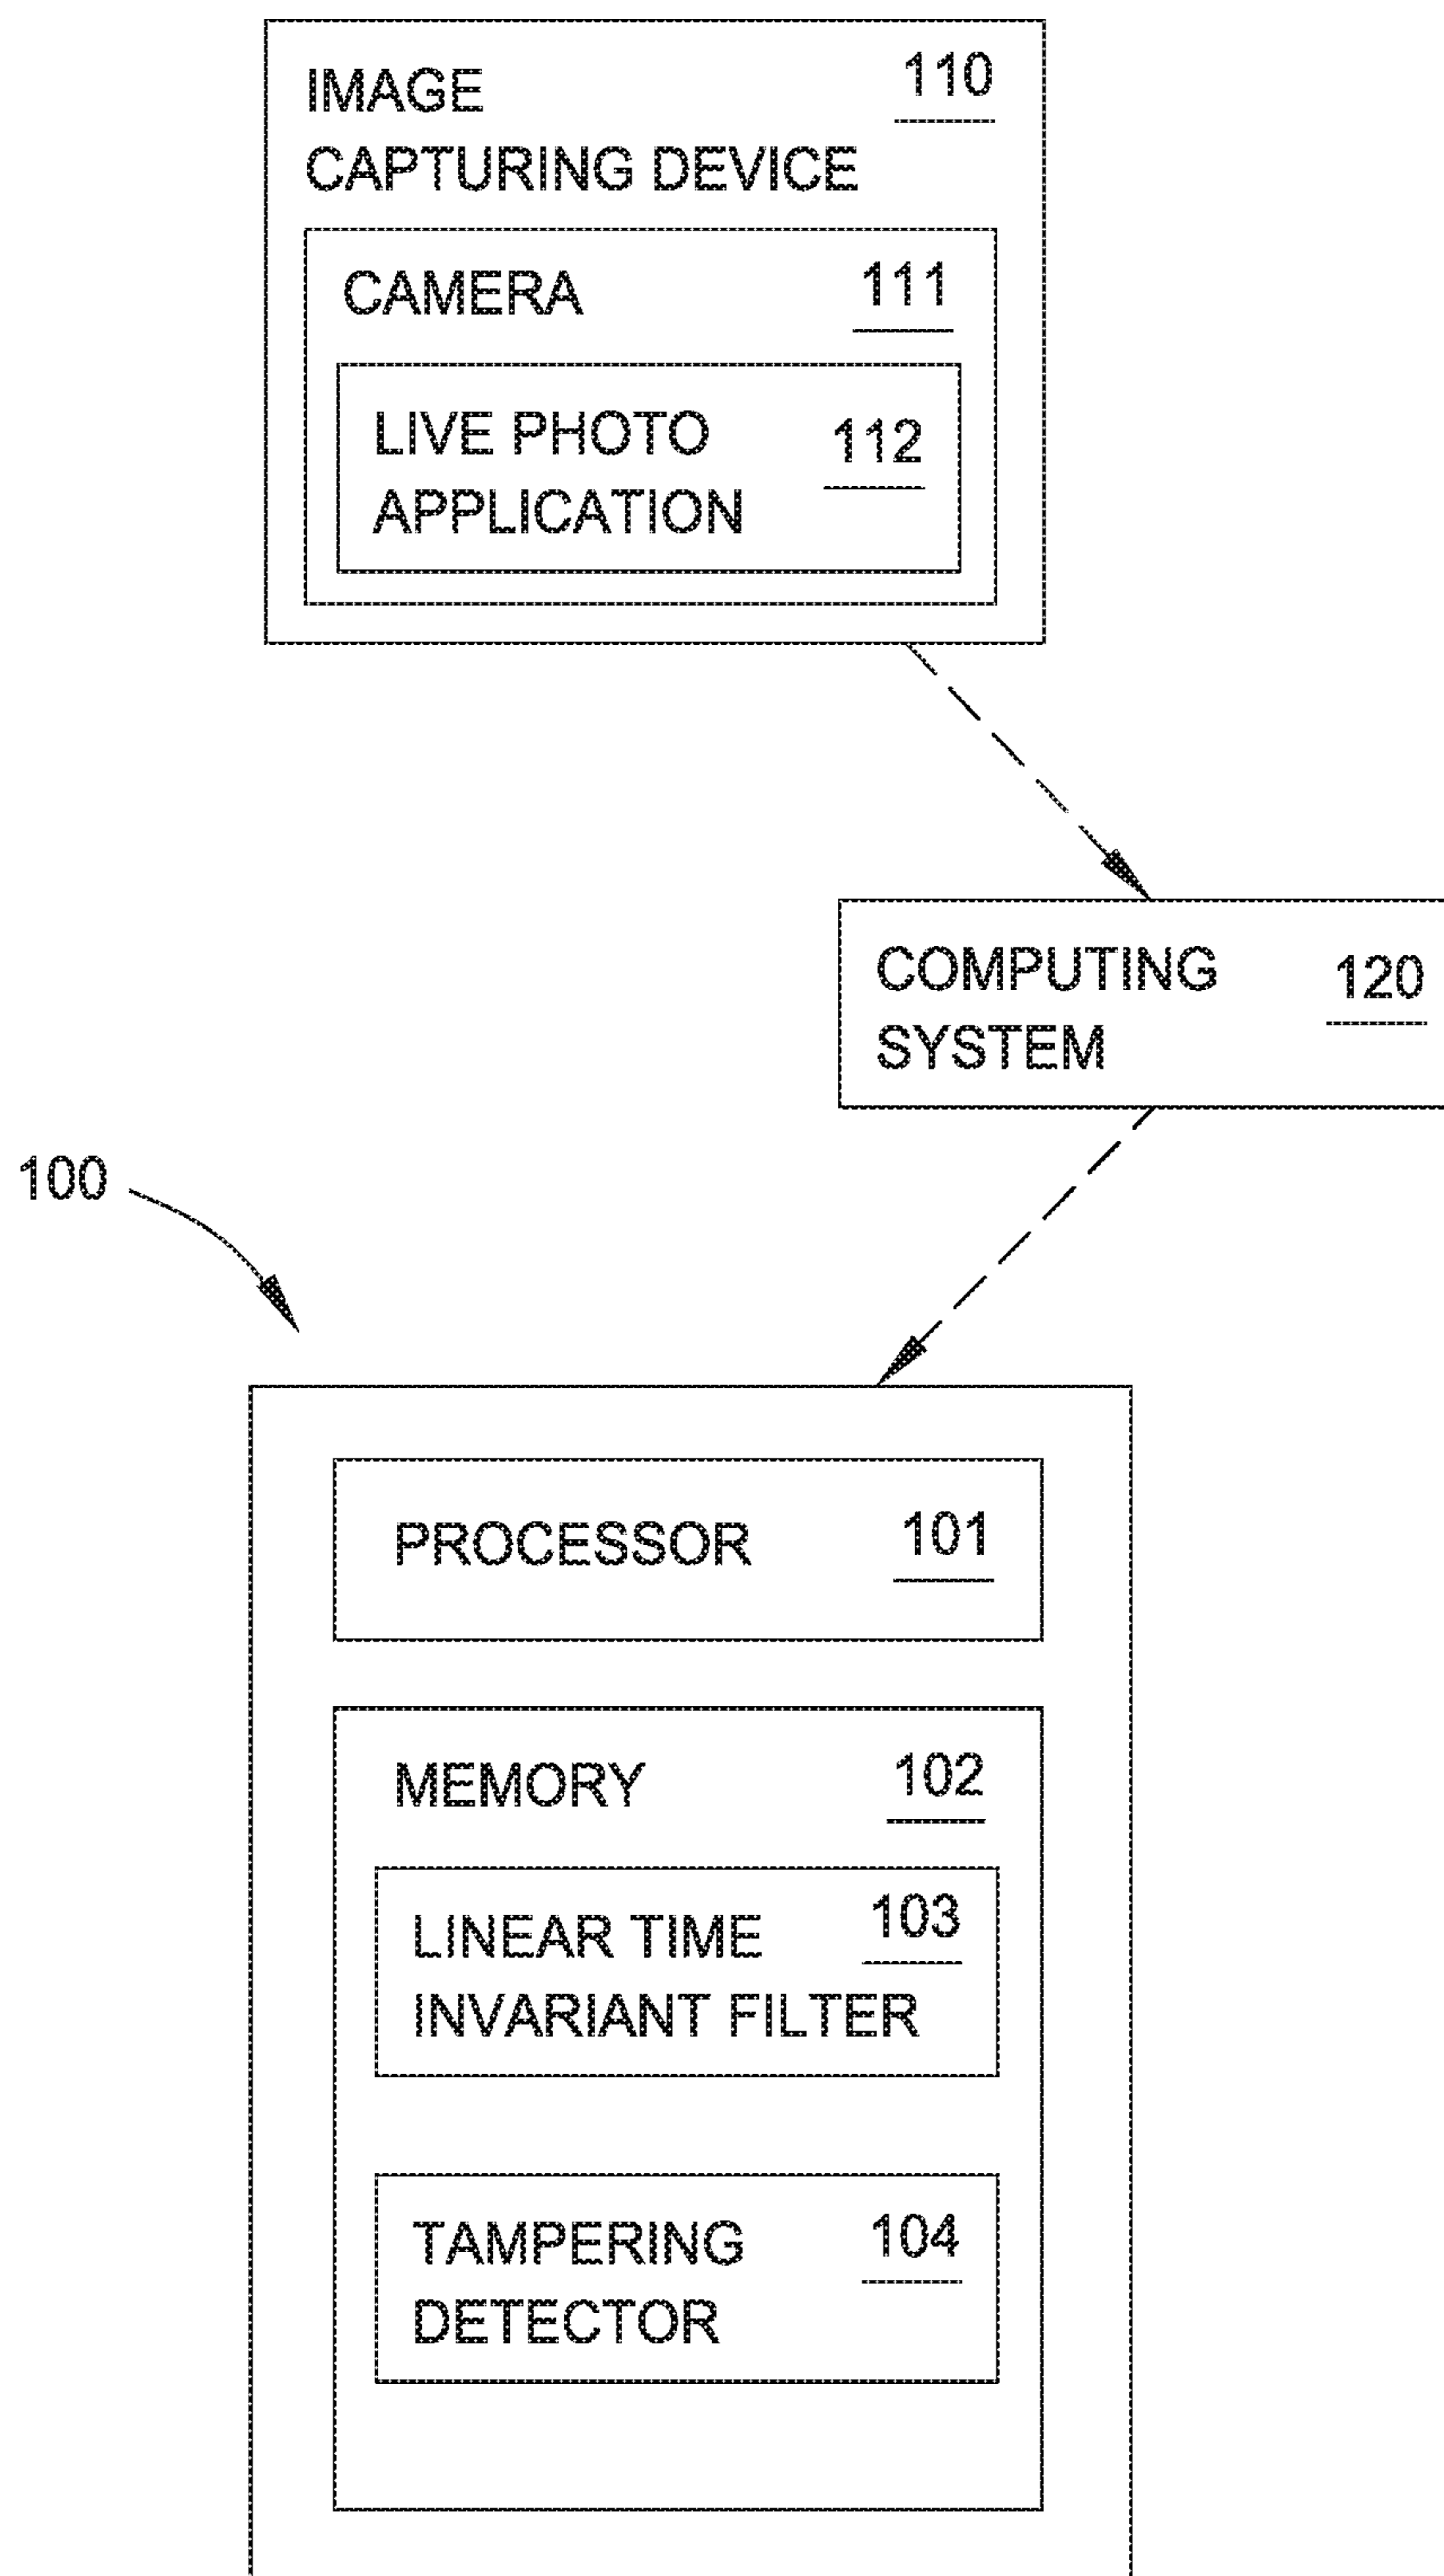 IMAGE 110
CAPTURING DEVICE
CAMERA 111
LIVE PHOTO 112
APPLICATION
COMPUTING 120
SYSTEM
100
PROCESSOR 101
MEMORY 102
LINEAR TIME 103
INVARIANT FILTER
TAMPERING 104
DETECTOR